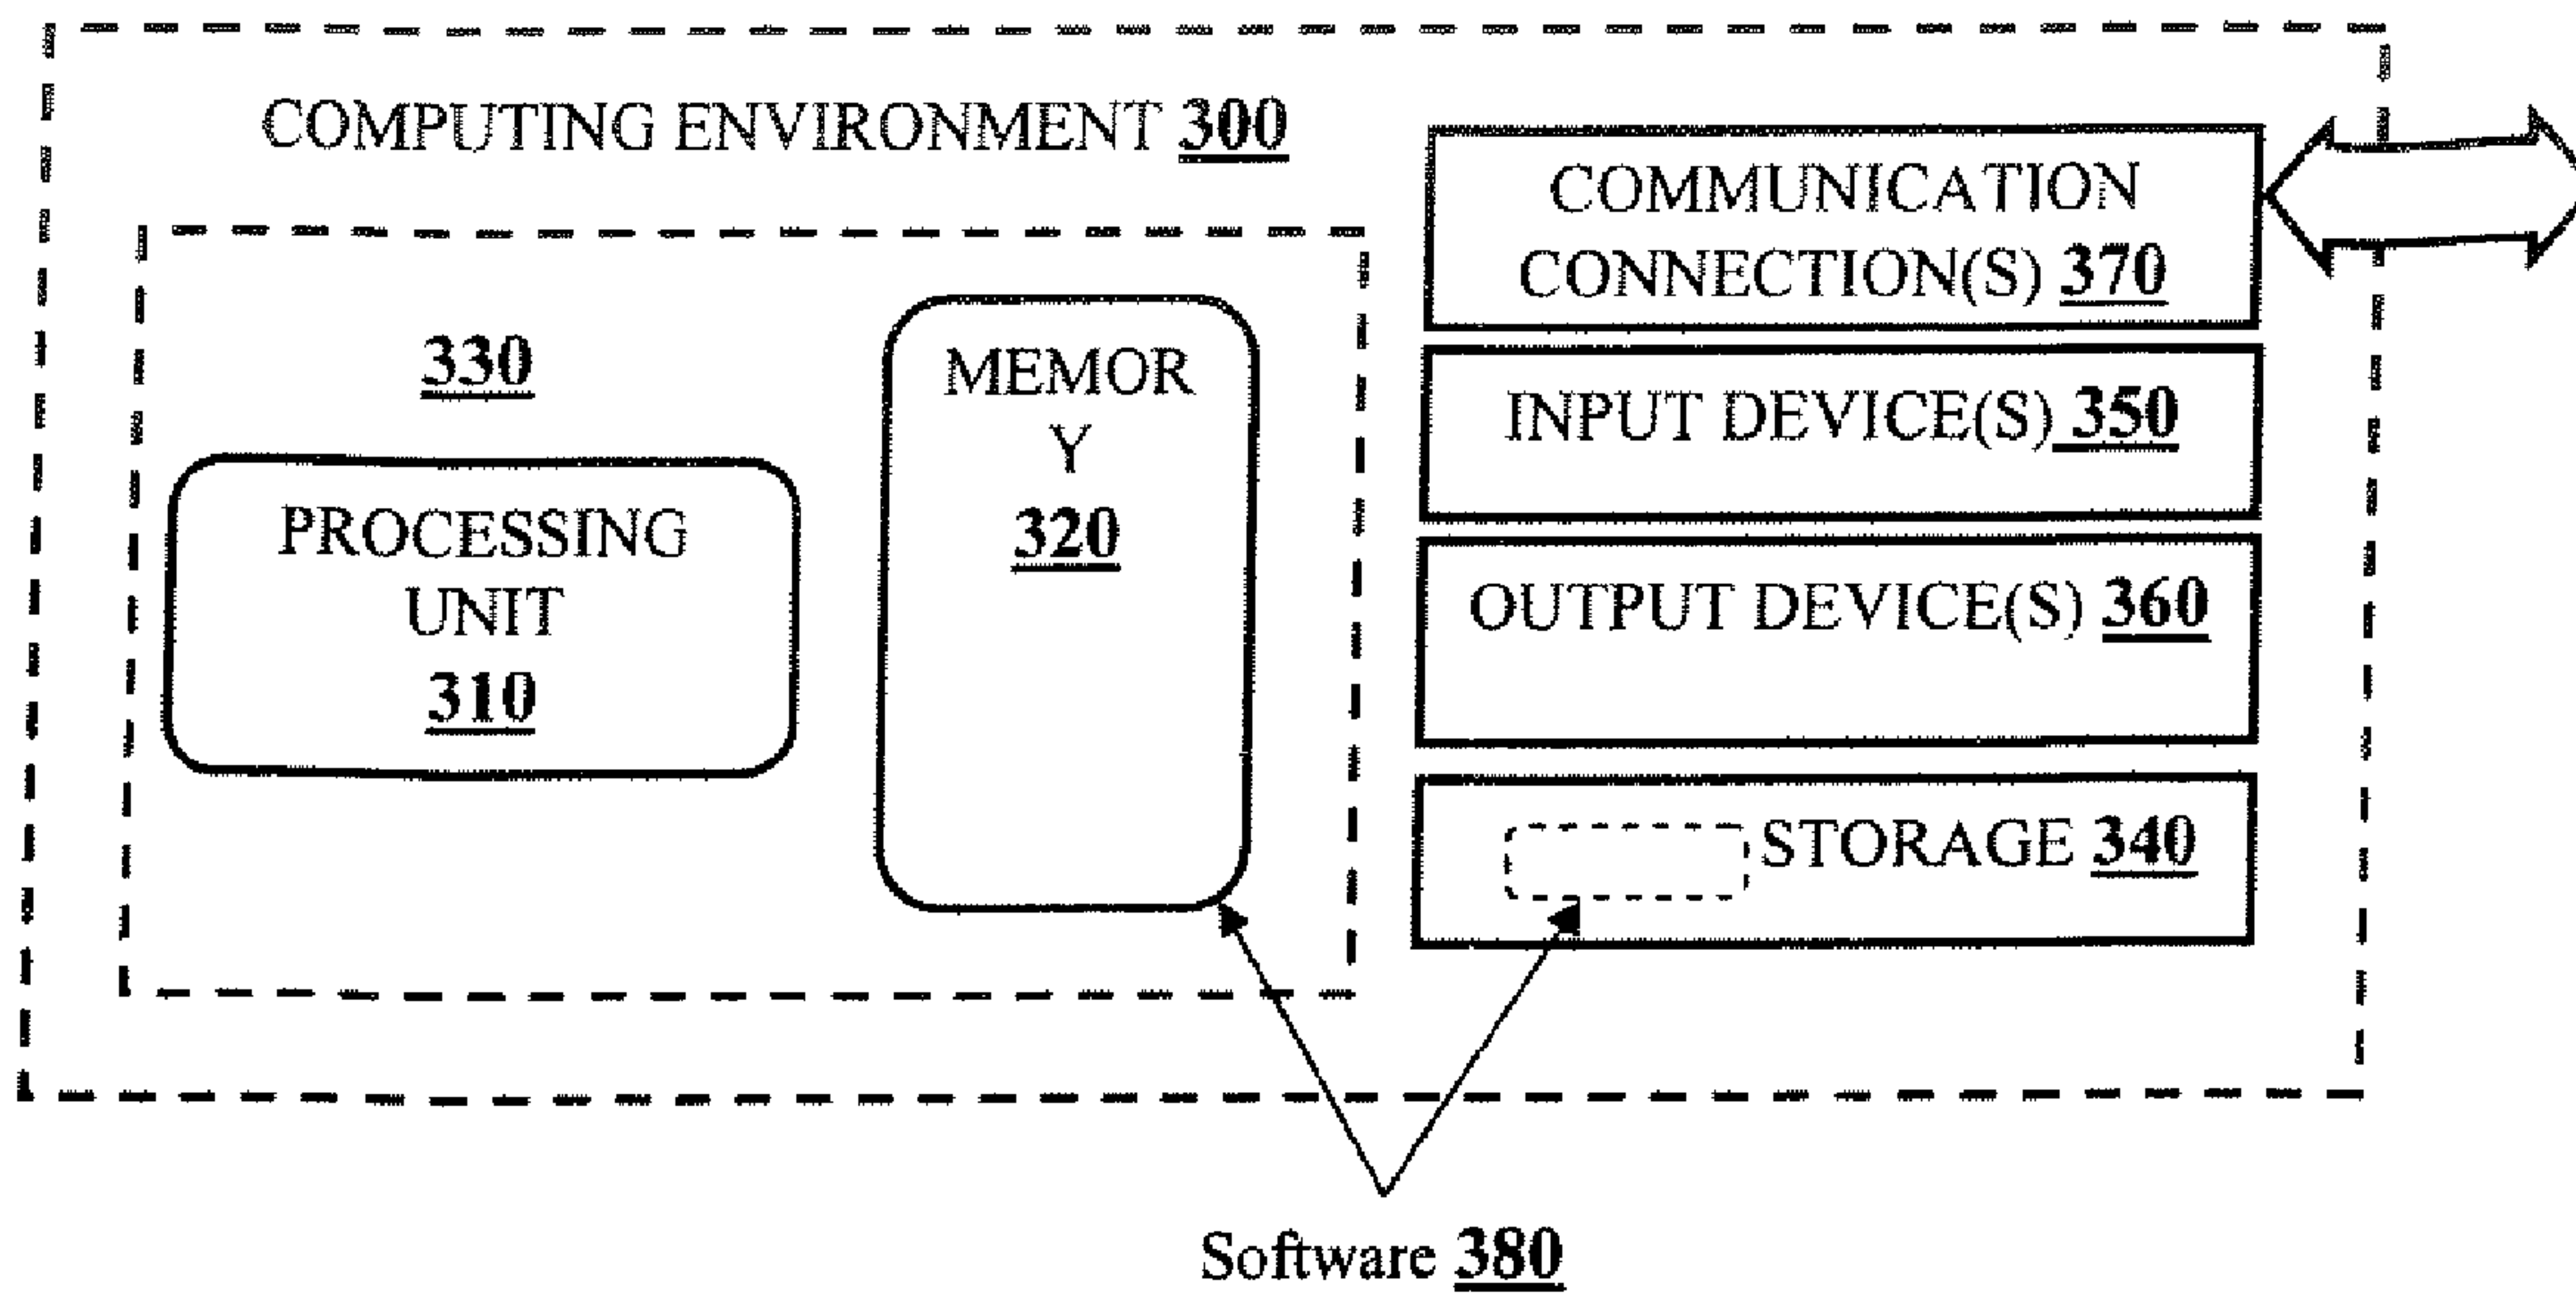 COMPUTING ENVIRONMENT 300
330
PROCESSING
UNIT
310
MEMOR
Y
320
COMMUNICATION
CONNECTION(S) 370
INPUT DEVICE(S) 350
OUTPUT DEVICE(S) 360
STORAGE 340
Software 380